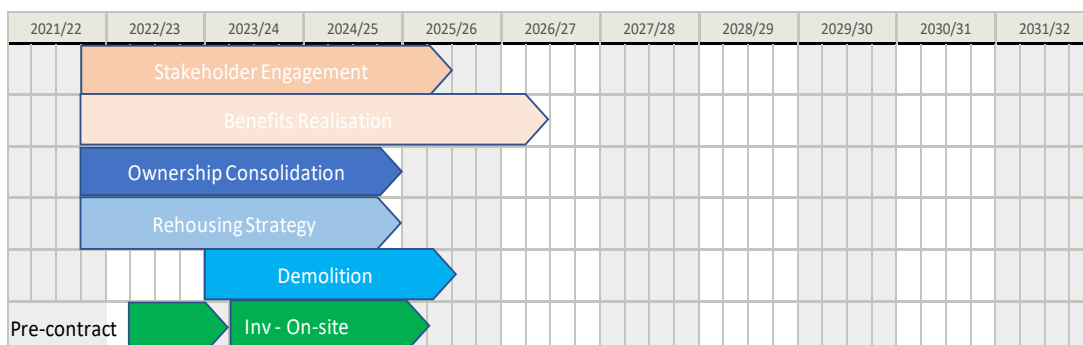 2021/22 2022/23 2023/24 2024/25 2025/26 2026/27 2027/28 2028/29 2029/30 2030/31 2031/32
Stakeholder Engagement
Benefits Realisation
Ownership Consolidation
Rehousing Strategy
Demolition
Pre-contract Inv - On-site